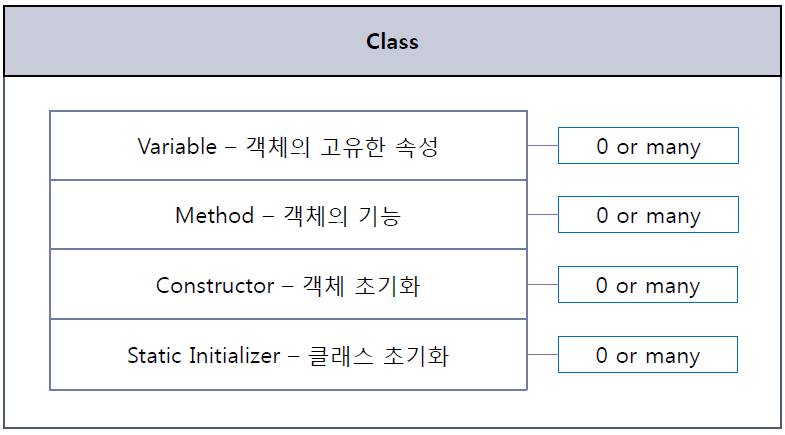 Class
Variable – 객체의 고유한 속성
0 or many
Method – 객체의 기능
0 or many
Constructor – 객체 초기화
0 or many
Static Initializer – 클래스 초기화
0 or many